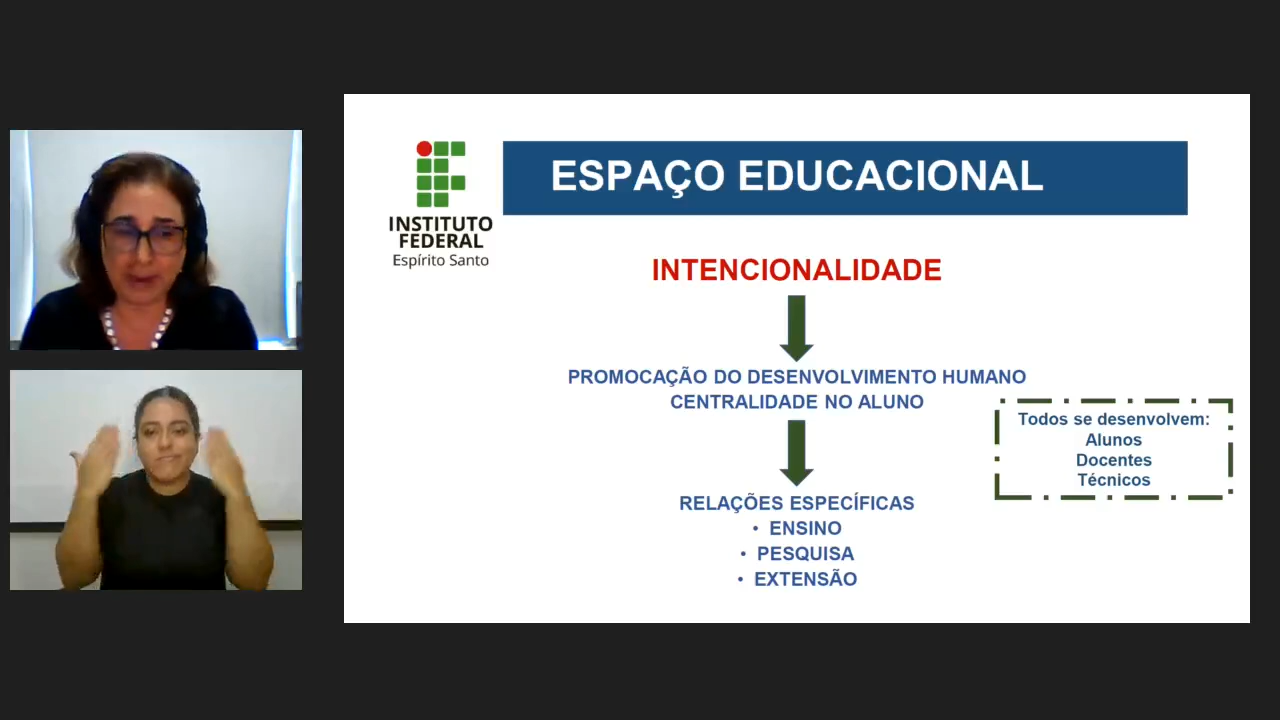 ESPAÇO EDUCACIONAL
INSTITUTO
FEDERAL
Espírito Santo
INTENCIONALIDADE
PROMOCAÇÃO DO DESENVOLVIMENTO HUMANO
CENTRALIDADE NO ALUNO
Todos se desenvolvem:
Alunos
Docentes
Técnicos
RELAÇÕES ESPECÍFICAS
• ENSINO
• PESQUISA
• EXTENSÃO